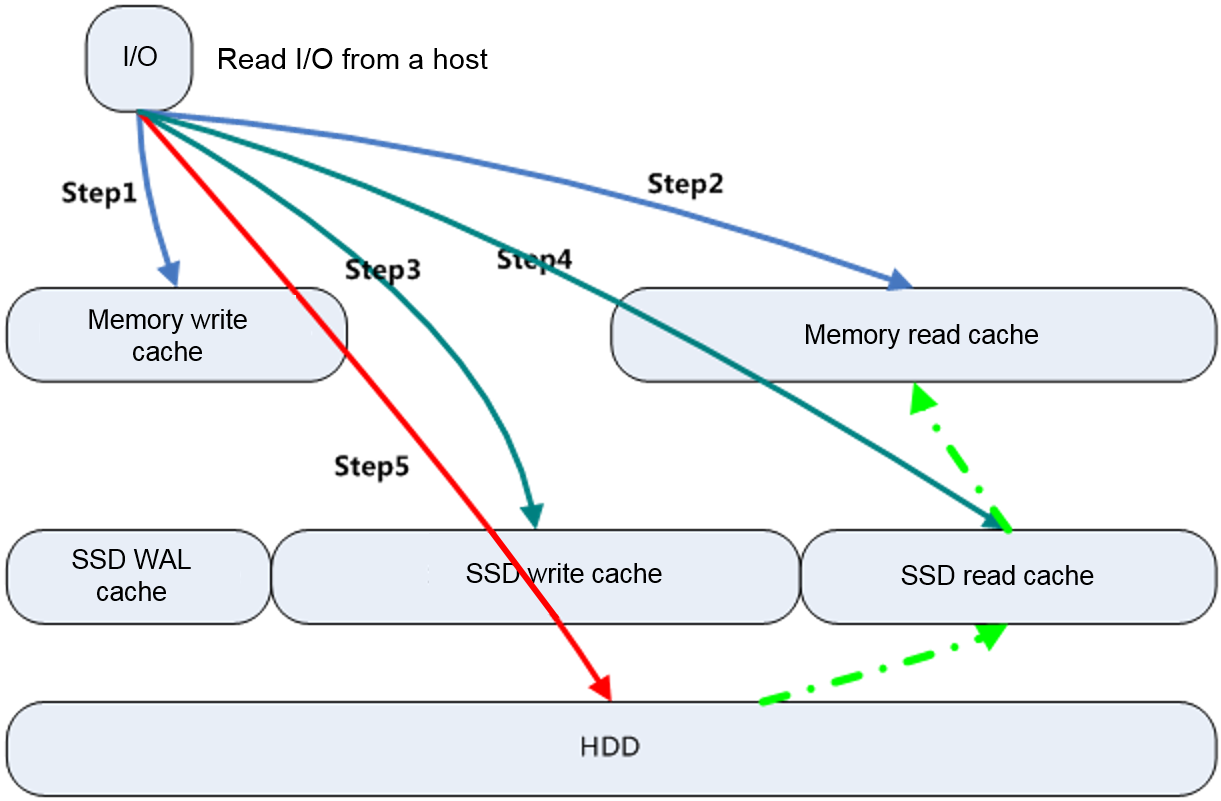 I/O
Read I/O from a host
Step1
Step2
Step3
Step4
Memory write
cache
Memory read cache
Step5
SSD WAL
cache
SSD write cache
SSD read cache
HDD